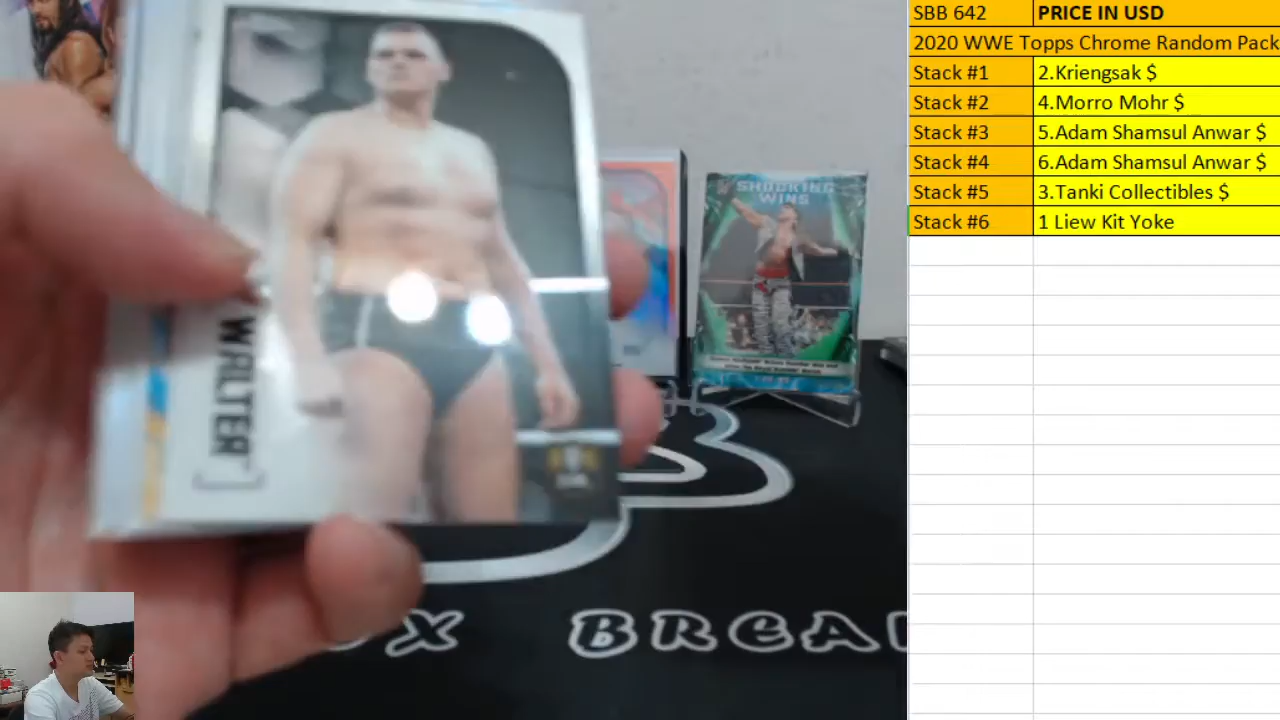 SBB 642 PRICE IN USD
2020 WWE Topps Chrome Random Pack
Stack #1 2.Kriengsak $
Stack #2 4.Morro Mohr $
Stack #3 5.Adam Shamsul Anwar $
Stack #4 6.Adam Shamsul Anwar $
Stack #5 3.Tanki Collectibles $
Stack #6 1 Liew Kit Yoke
SHOCKING
WINS
WALTER
BREA